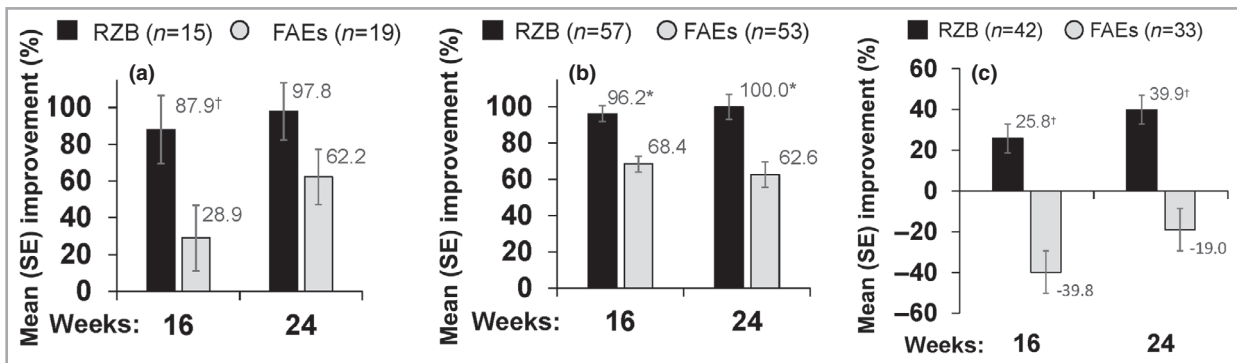 RZB (n=15) FAEs (n=19)
Mean (SE) improvement (%)
(a)
100
80
60
40
20
0
87.9†
28.9
97.8
62.2
Weeks: 16 24
RZB (n=57) FAEs (n=53)
Mean (SE) improvement (%)
(b)
100
80
60
40
20
0
96.2*
68.4
100.0*
62.6
Weeks: 16 24
RZB (n=42) FAEs (n=33)
Mean (SE) improvement (%)
(c)
60
40
20
0
–20
–40
–60
25.8†
-39.8
39.9†
-19.0
Weeks: 16 24